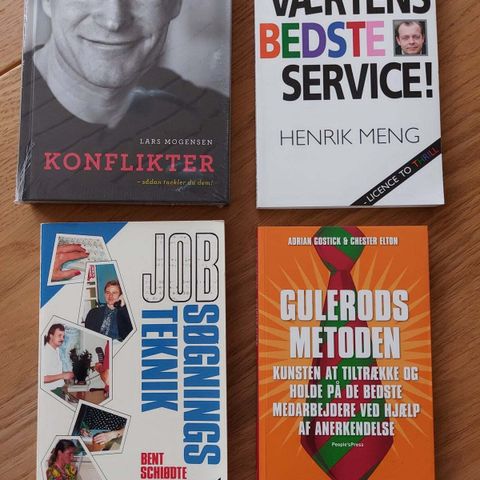 LARS MOGENSEN
KONFLIKTER
- sådan tackler du dem!
VÆRTENS
BEDSTE
SERVICE!
HENRIK MENG
- LICENCE TO THRILL
JOB
SØGNINGS
TEKNIK
BENT
SCHIØDTE
ADRIAN GOSTICK & CHESTER ELTON
GULERODS
METODEN
KUNSTEN AT TILTRÆKKE OG
HOLDE PÅ DE BEDSTE
MEDARBEJDERE VED HJÆLP
AF ANERKENDELSE
People'sPress